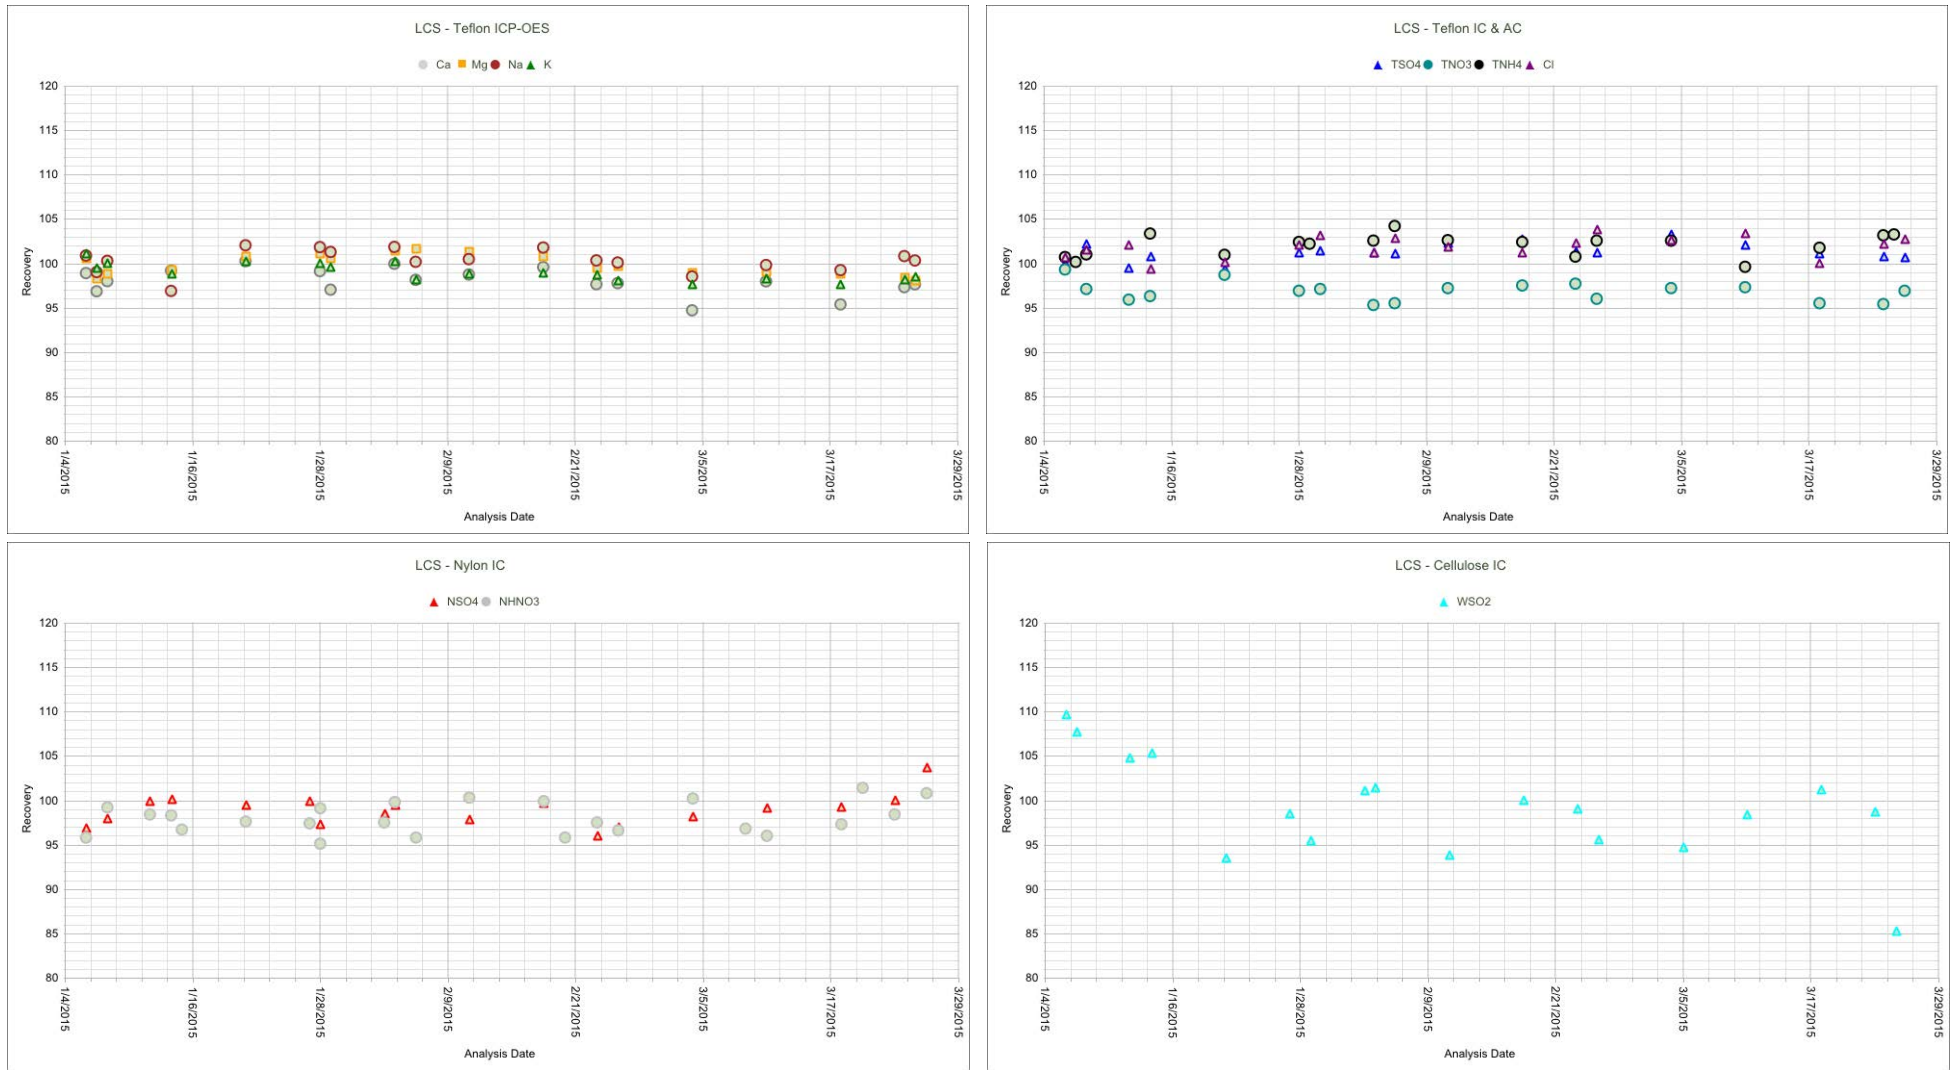 LCS - Teflon ICP-OES
Ca Mg Na K
120
115
110
105
100
95
90
85
80
Recovery
1/4/2015 1/16/2015 1/28/2015 2/9/2015 2/21/2015 3/5/2015 3/17/2015 3/29/2015
Analysis Date
LCS - Teflon IC & AC
TSO4 TNO3 TNH4 Cl
120
115
110
105
100
95
90
85
80
Recovery
1/4/2015 1/16/2015 1/28/2015 2/9/2015 2/21/2015 3/5/2015 3/17/2015 3/29/2015
Analysis Date
LCS - Nylon IC
NSO4 NHNO3
120
115
110
105
100
95
90
85
80
Recovery
1/4/2015 1/16/2015 1/28/2015 2/9/2015 2/21/2015 3/5/2015 3/17/2015 3/29/2015
Analysis Date
LCS - Cellulose IC
WSO2
120
115
110
105
100
95
90
85
80
Recovery
1/4/2015 1/16/2015 1/28/2015 2/9/2015 2/21/2015 3/5/2015 3/17/2015 3/29/2015
Analysis Date